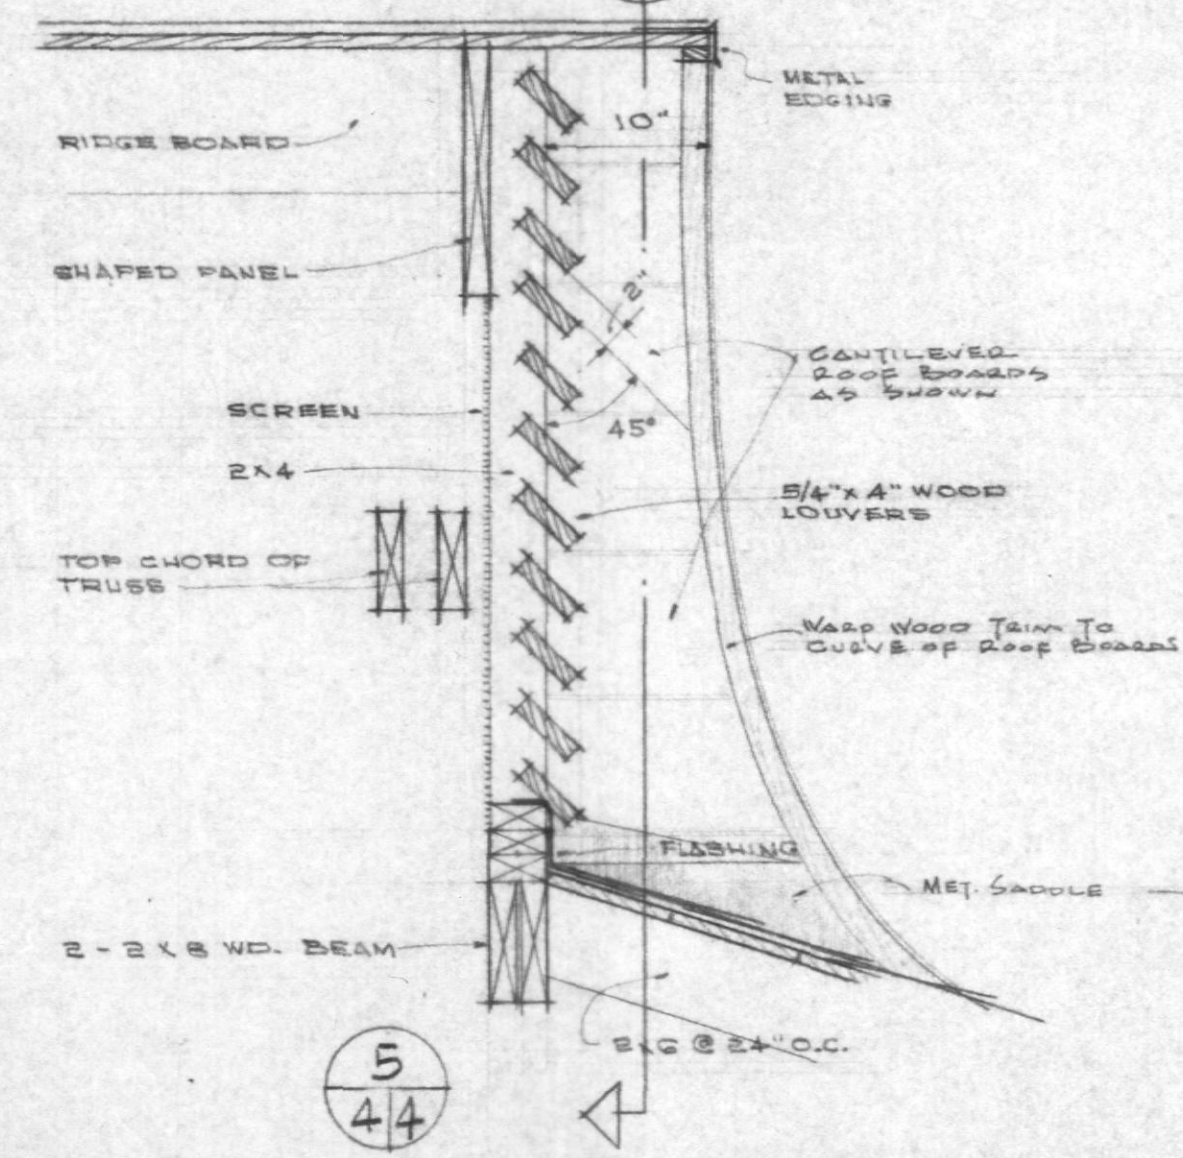 METAL
EDGING
10"
RIDGE BOARD
SHAPED PANEL
2"
CANTILEVER
ROOF BOARDS
AS SHOWN
SCREEN
45°
2X4
5/4" X 4" WOOD
LOUVERS
TOP CHORD OF
TRUSS
WARP WOOD TRIM TO
CURVE OF ROOF BOARDS
FLASHING
MET. SADDLE
2 - 2 X 8 WD. BEAM
2X6 @ 24" O.C.
5
4 4